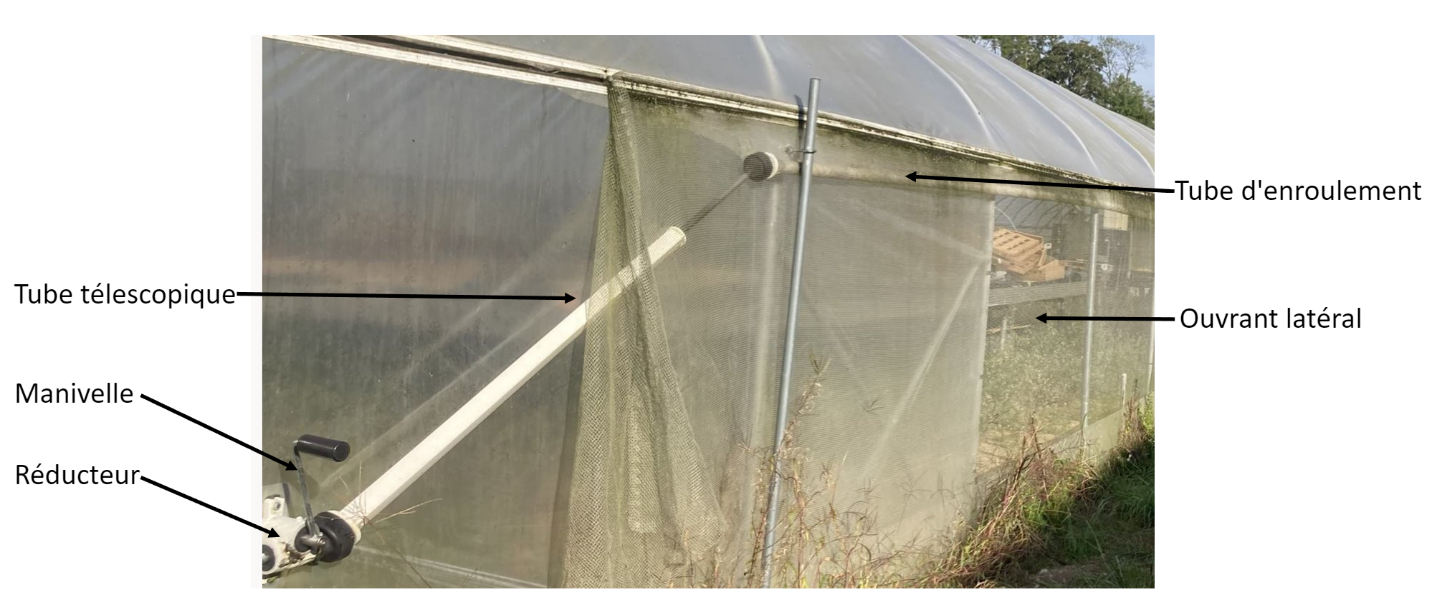 Tube d'enroulement
Tube télescopique
Ouvrant latéral
Manivelle
Réducteur